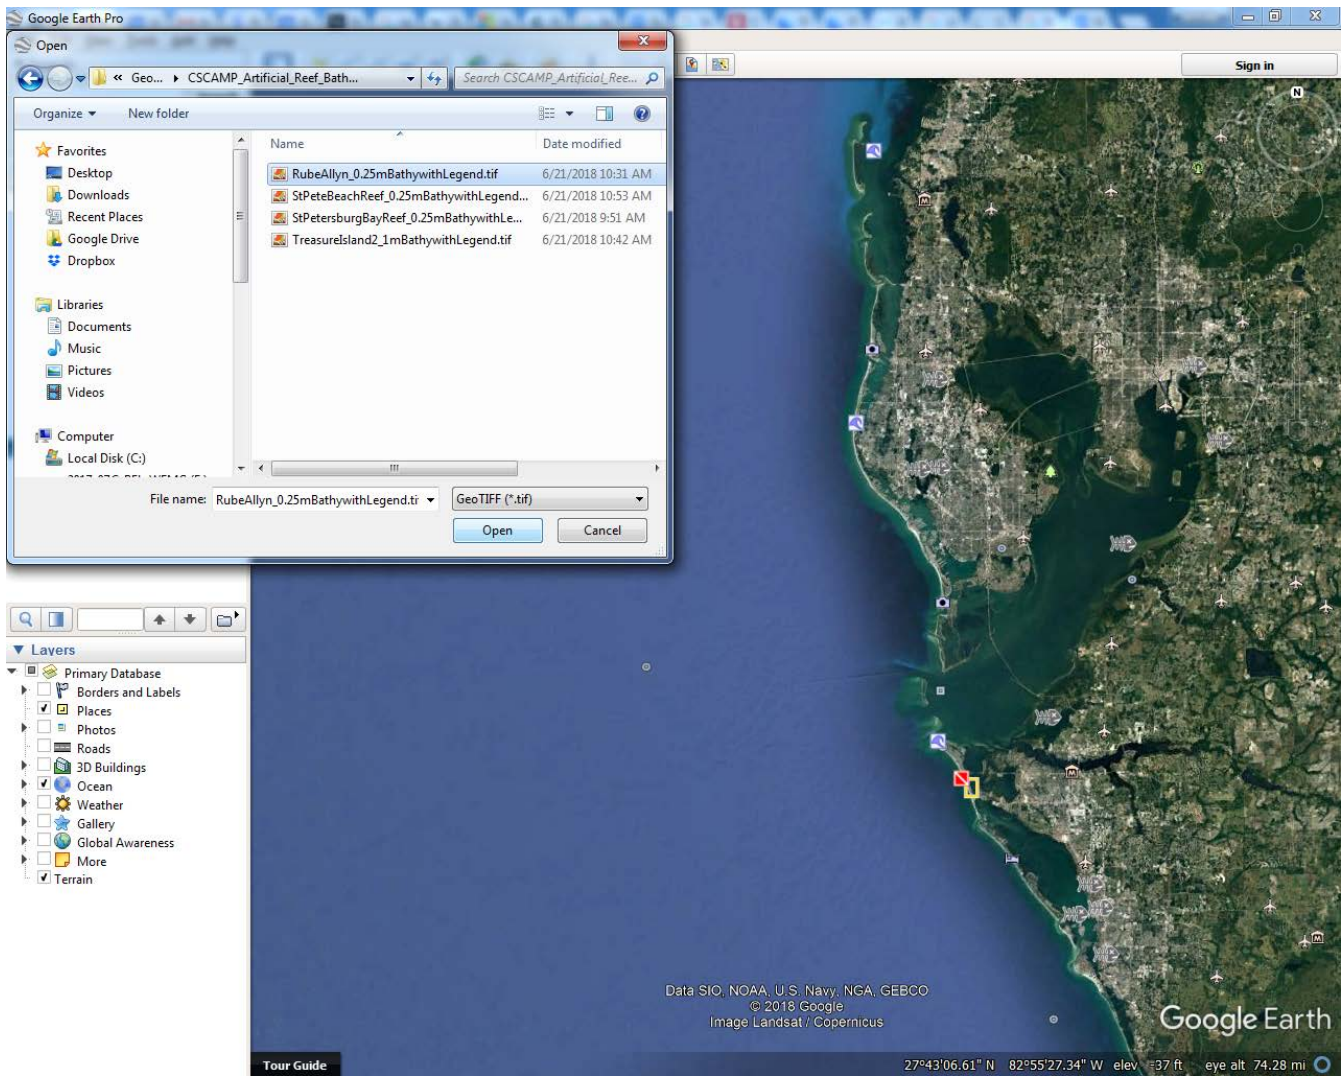 Google Earth Pro
Open
« Geo... ▸ CSCAMP_Artificial_Reef_Bath...
Search CSCAMP_Artificial_Ree...
Sign in
Organize New folder
Name Date modified
Favorites
Desktop
Downloads
Recent Places
Google Drive
Dropbox
Libraries
Documents
Music
Pictures
Videos
Computer
Local Disk (C:)
RubeAllyn_0.25mBathywithLegend.tif 6/21/2018 10:31 AM
StPeteBeachReef_0.25mBathywithLegend... 6/21/2018 10:53 AM
StPetersburgBayReef_0.25mBathywithLe... 6/21/2018 9:51 AM
TreasureIsland2_1mBathywithLegend.tif 6/21/2018 10:42 AM
File name: RubeAllyn_0.25mBathywithLegend.tif GeoTIFF (*.tif)
Open Cancel
N
Layers
Primary Database
Borders and Labels
Places
Photos
Roads
3D Buildings
Ocean
Weather
Gallery
Global Awareness
More
Terrain
Data SIO, NOAA, U.S. Navy, NGA, GEBCO
© 2018 Google
Image Landsat / Copernicus
Google Earth
Tour Guide
27°43'06.61" N 82°55'27.34" W elev -37 ft eye alt 74.28 mi